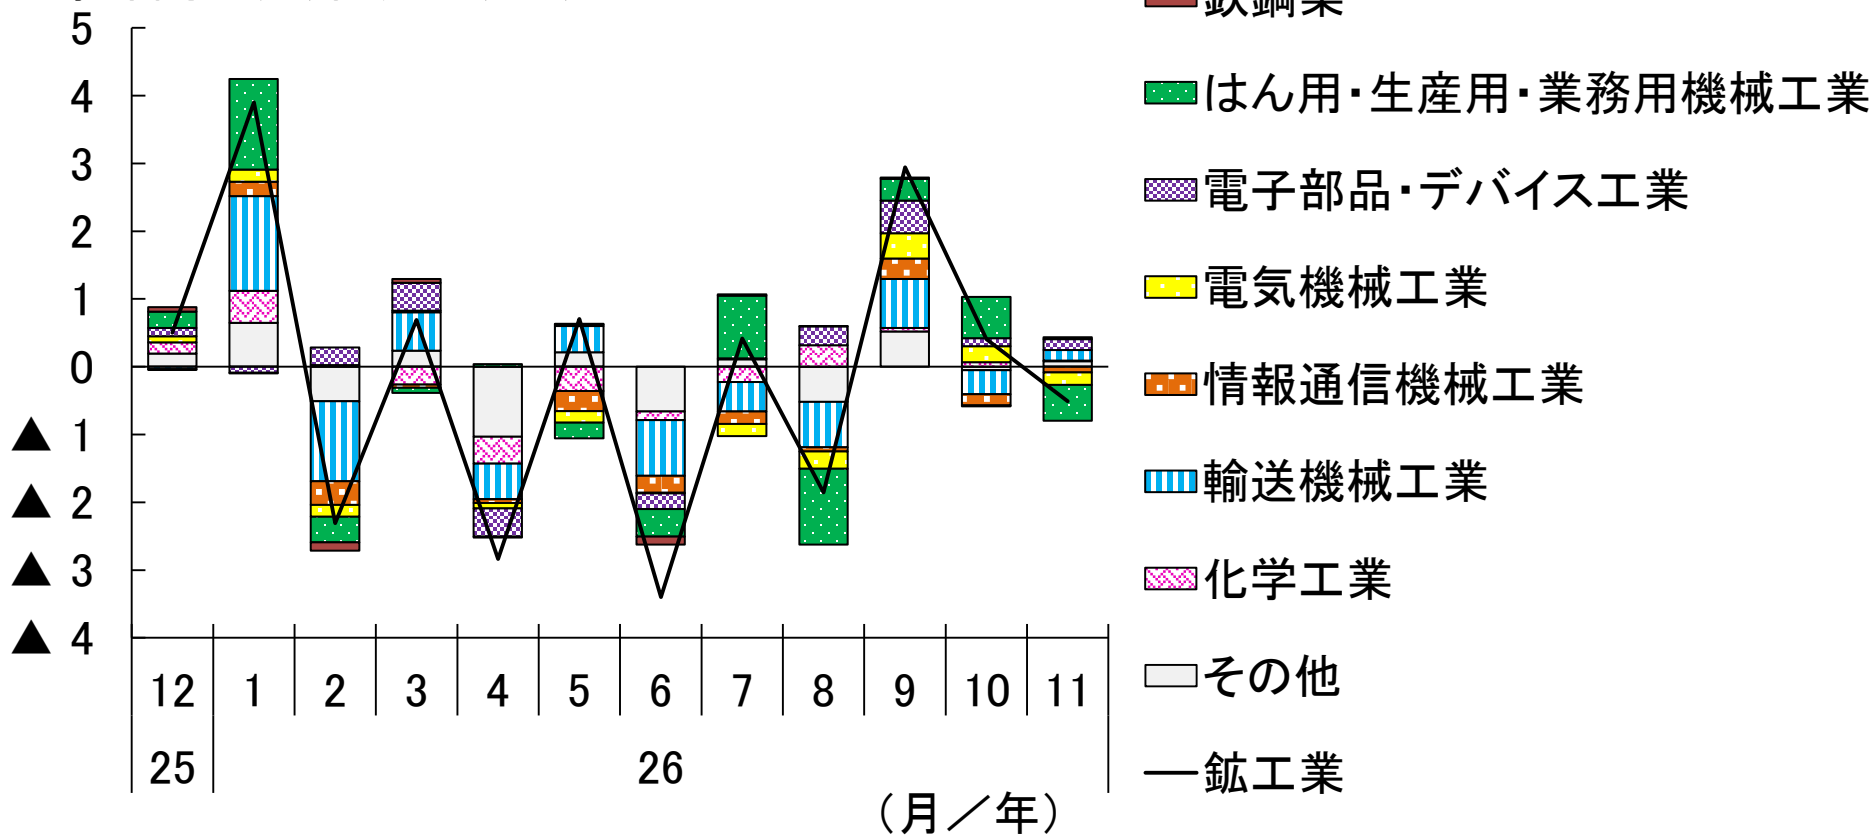 鉄鋼業
はん用・生産用・業務用機械工業
電子部品・デバイス工業
電気機械工業
情報通信機械工業
輸送機械工業
化学工業
その他
鉱工業
5
4
3
2
1
0
▲ 1
▲ 2
▲ 3
▲ 4
12 1 2 3 4 5 6 7 8 9 10 11
25 26
（月／年）